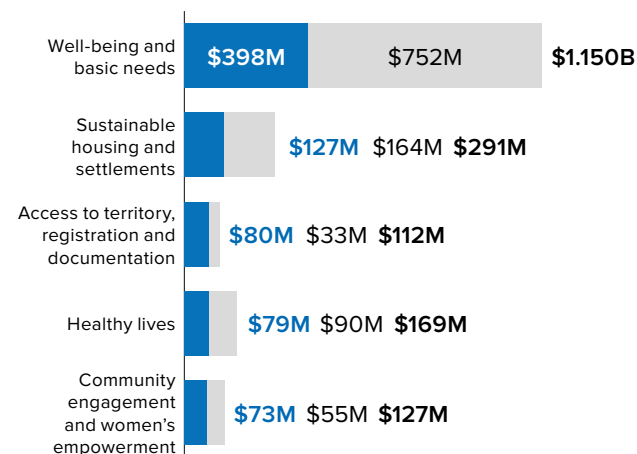 Well-being and
basic needs
$398M $752M $1.150B
Sustainable
housing and
settlements
$127M $164M $291M
Access to territory,
registration and
documentation
$80M $33M $112M
Healthy lives
$79M $90M $169M
Community
engagement
and women's
empowerment
$73M $55M $127M